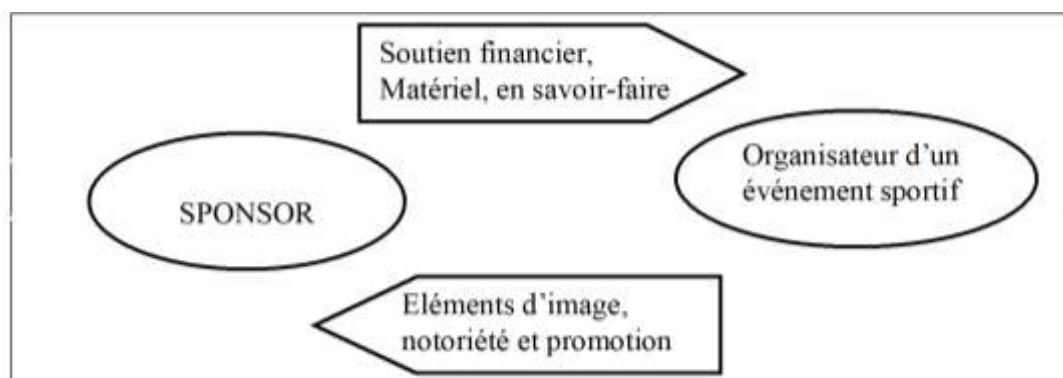 Soutien financier,
Matériel, en savoir-faire
Organisateur d'un
événement sportif
SPONSOR
Eléments d'image,
notoriété et promotion